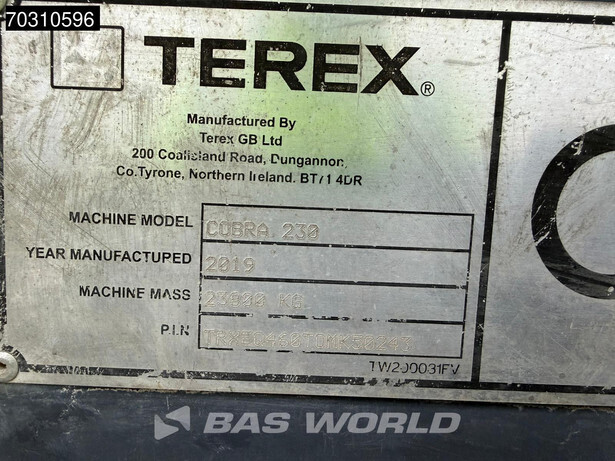 70310596
TEREX®
Manufactured By
Terex GB Ltd
200 Coalisland Road, Dungannon,
Co.Tyrone, Northern Ireland. BT71 4DR
MACHINE MODEL COBRA 230
YEAR MANUFACTURED 2019
MACHINE MASS KG.
P.I.N
TW200031FV
BAS WORLD